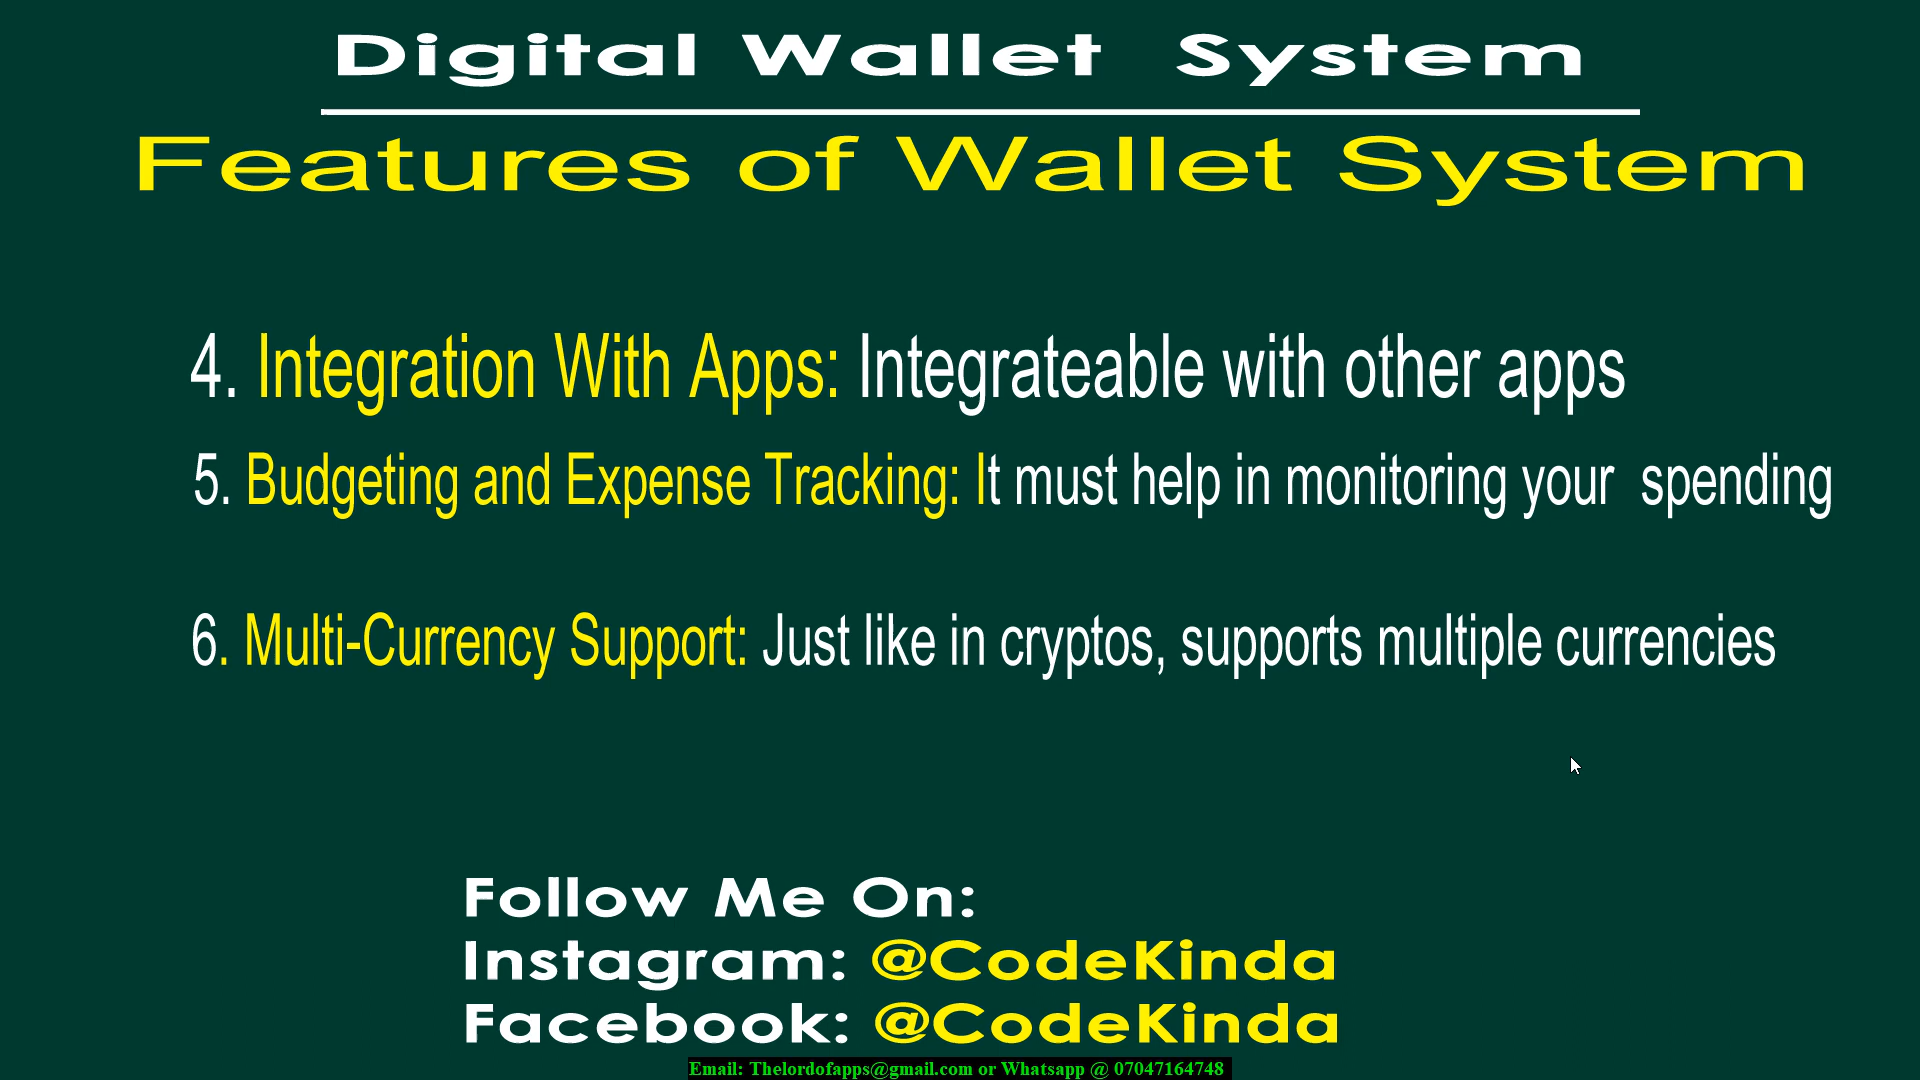 Digital Wallet System
Features of Wallet System
4. Integration With Apps: Integrateable with other apps
5. Budgeting and Expense Tracking: It must help in monitoring your spending
6. Multi-Currency Support: Just like in cryptos, supports multiple currencies
Follow Me On:
Instagram: @CodeKinda
Facebook: @CodeKinda
Email: Thelordofapps@gmail.com or Whatsapp @ 07047164748